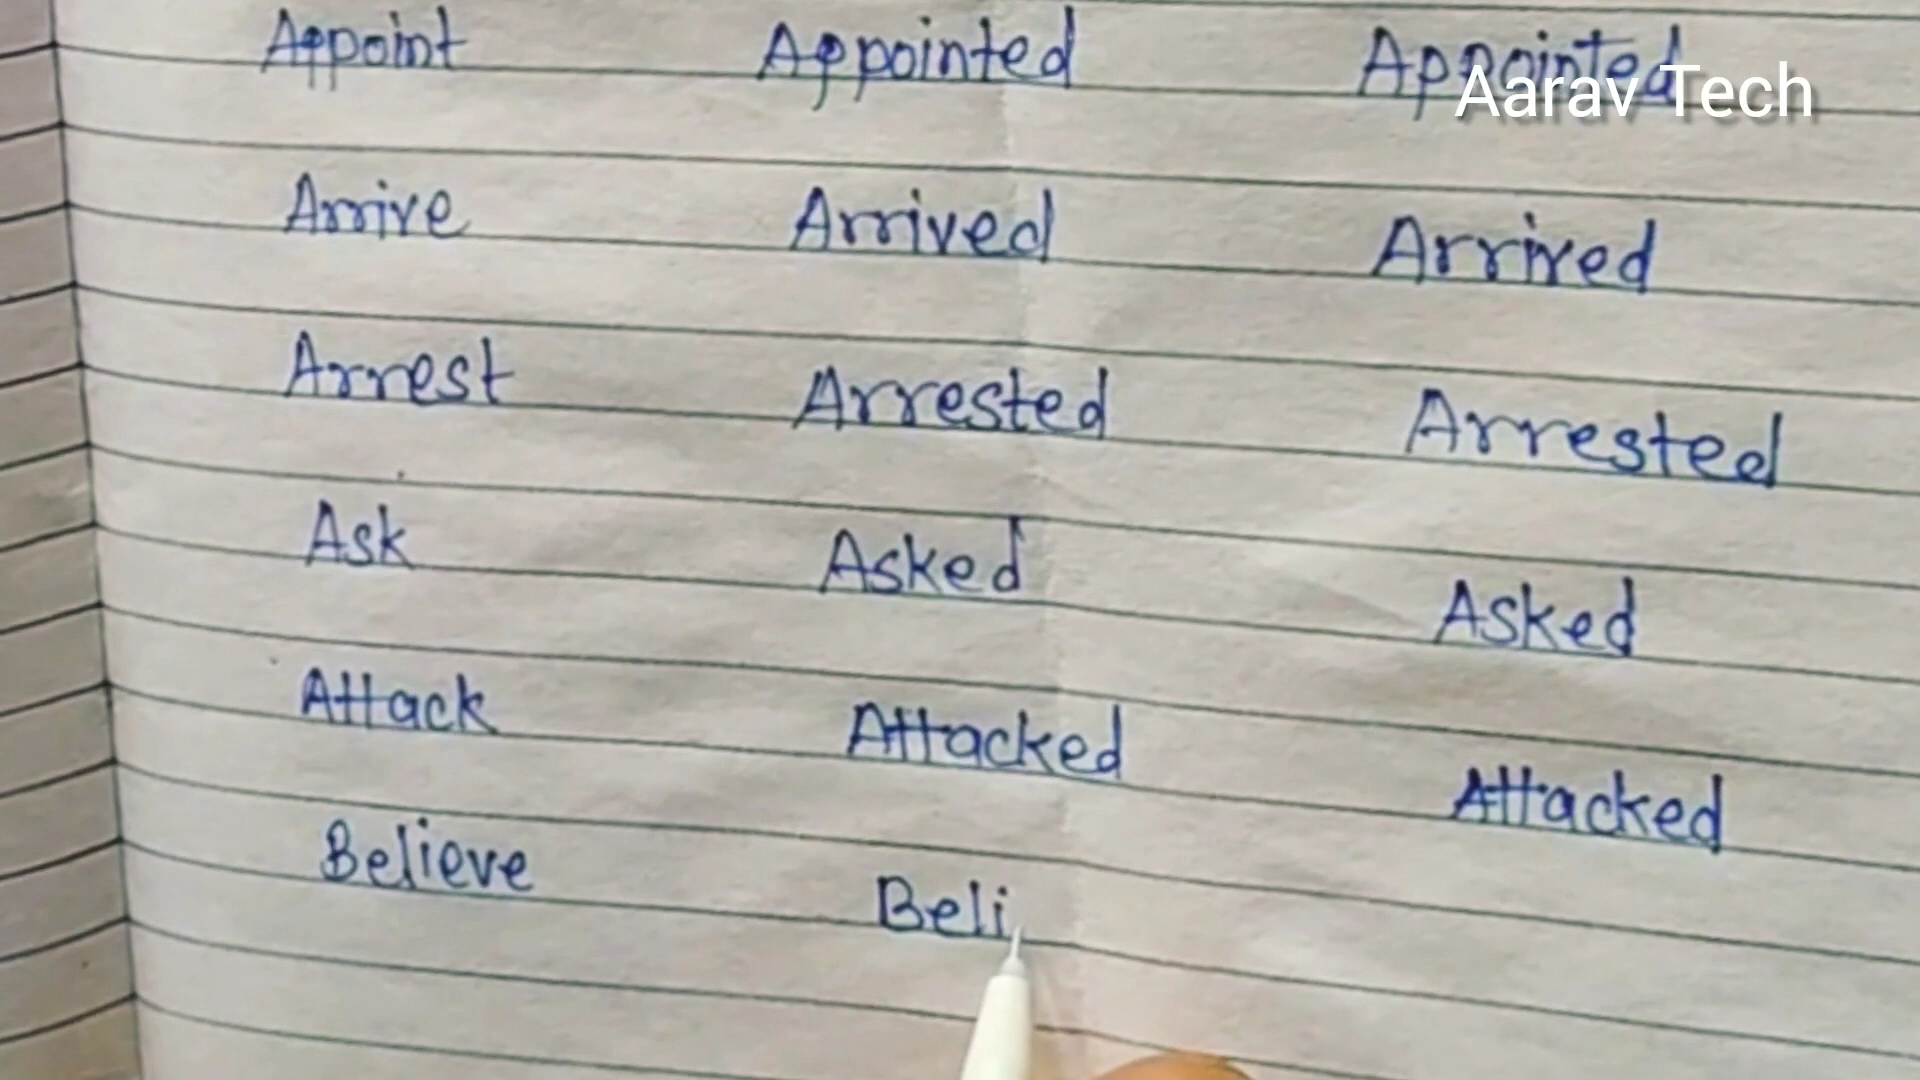 Appoint Appointed Appointed
Aarav Tech
Arrive Arrived Arrived
Arrest Arrested Arrested
Ask Asked Asked
Attack Attacked Attacked
Believe Beli